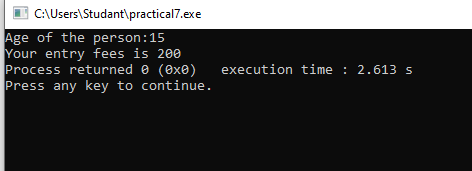 C:\Users\Studant\practical7.exe
Age of the person:15
Your entry fees is 200
Process returned 0 (0x0)   execution time : 2.613 s
Press any key to continue.